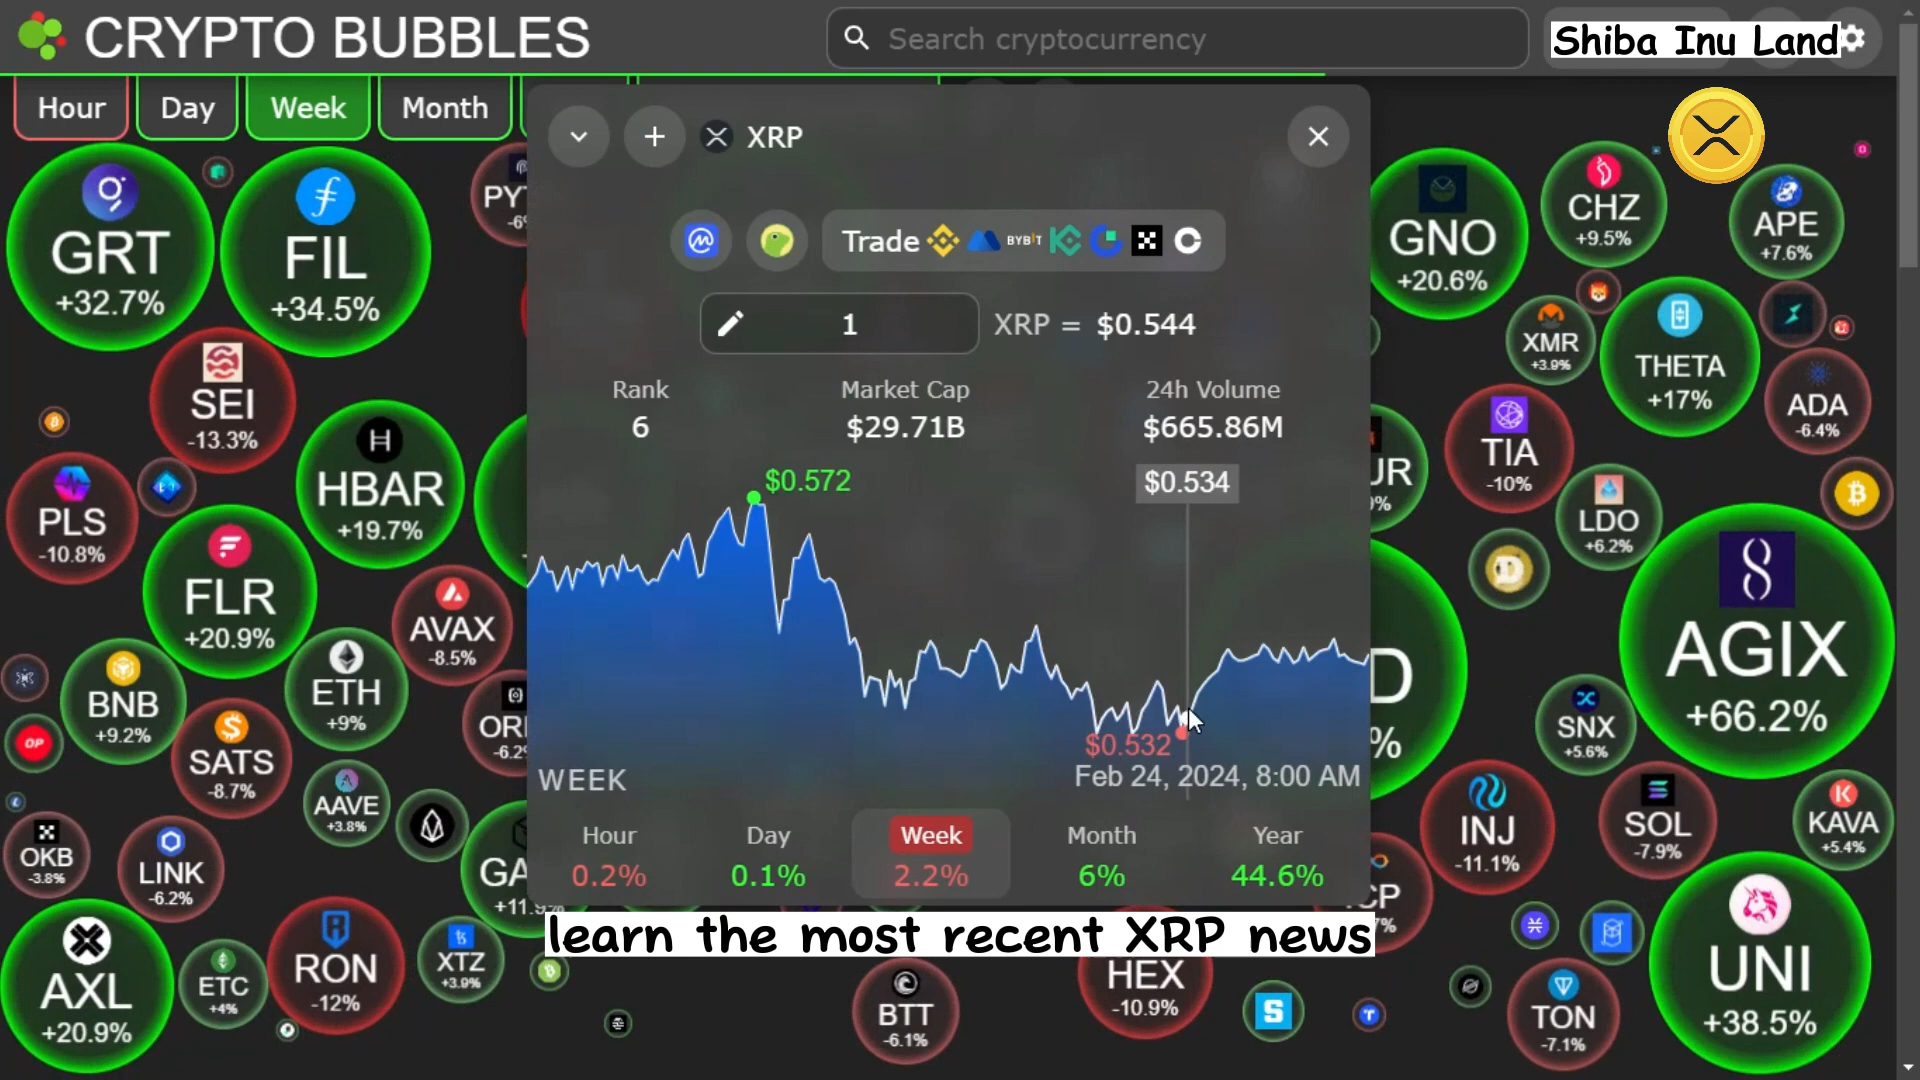 CRYPTO BUBBLES
Search cryptocurrency
Shiba Inu Land
Hour
Day
Week
Month
XRP
Trade
BYBIT
1
XRP = $0.544
Rank
Market Cap
24h Volume
6
$29.71B
$665.86M
$0.572
$0.534
$0.532
WEEK
Feb 24, 2024, 8:00 AM
Hour
Day
Week
Month
Year
0.2%
0.1%
2.2%
6%
44.6%
learn the most recent XRP news
GRT
+32.7%
FIL
+34.5%
SEI
-13.3%
HBAR
+19.7%
PLS
-10.8%
FLR
+20.9%
AVAX
-8.5%
BNB
+9.2%
ETH
+9%
OP
SATS
-8.7%
AAVE
+3.8%
OKB
-3.8%
LINK
-6.2%
GA
+11.9%
AXL
+20.9%
ETC
+4%
RON
-12%
XTZ
+3.9%
BTT
-6.1%
HEX
-10.9%
GNO
+20.6%
CHZ
+9.5%
APE
+7.6%
XMR
+3.9%
THETA
+17%
ADA
-6.4%
TIA
-10%
UR
LDO
+6.2%
AGIX
+66.2%
D
%
SNX
+5.6%
INJ
-11.1%
SOL
-7.9%
KAVA
+5.4%
CP
UNI
+38.5%
TON
-7.1%